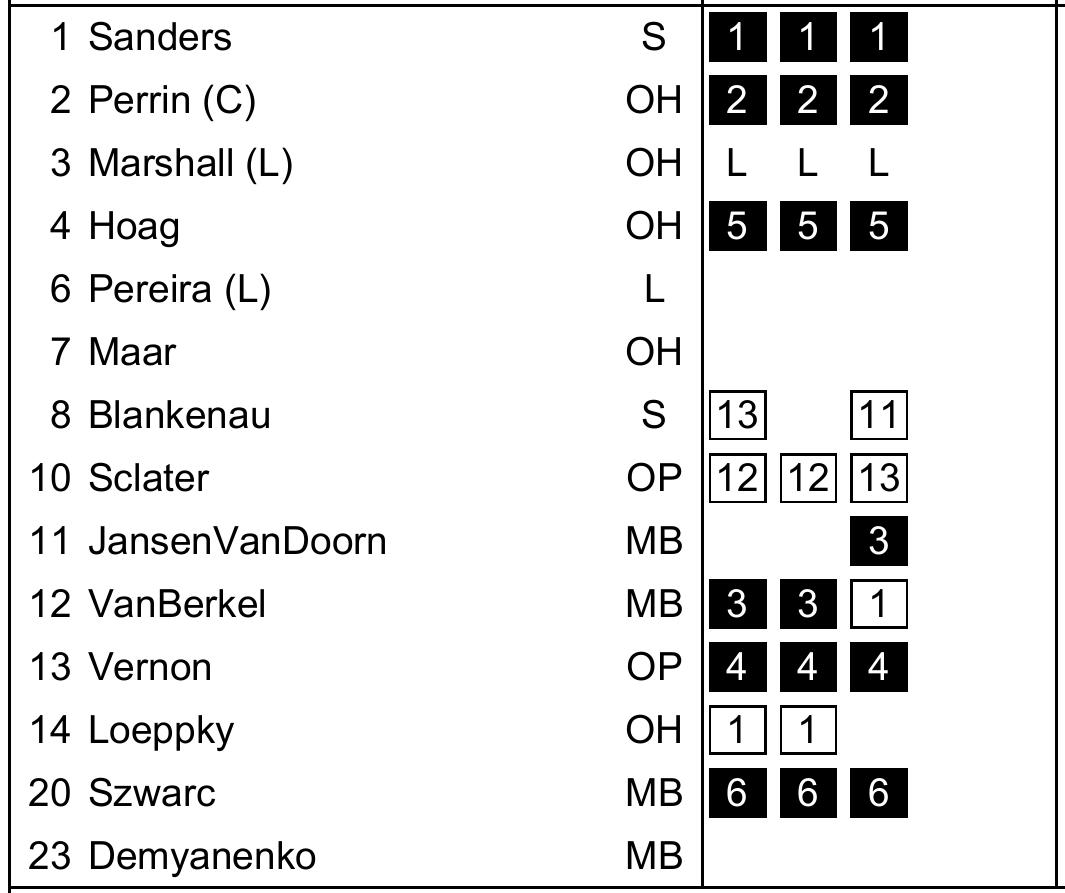 1 Sanders S 1 1 1
2 Perrin (C) OH 2 2 2
3 Marshall (L) OH L L L
4 Hoag OH 5 5 5
6 Pereira (L) L
7 Maar OH
8 Blankenau S 13 11
10 Sclater OP 12 12 13
11 JansenVanDoorn MB 3
12 VanBerkel MB 3 3 1
13 Vernon OP 4 4 4
14 Loeppky OH 1 1
20 Szwarc MB 6 6 6
23 Demyanenko MB